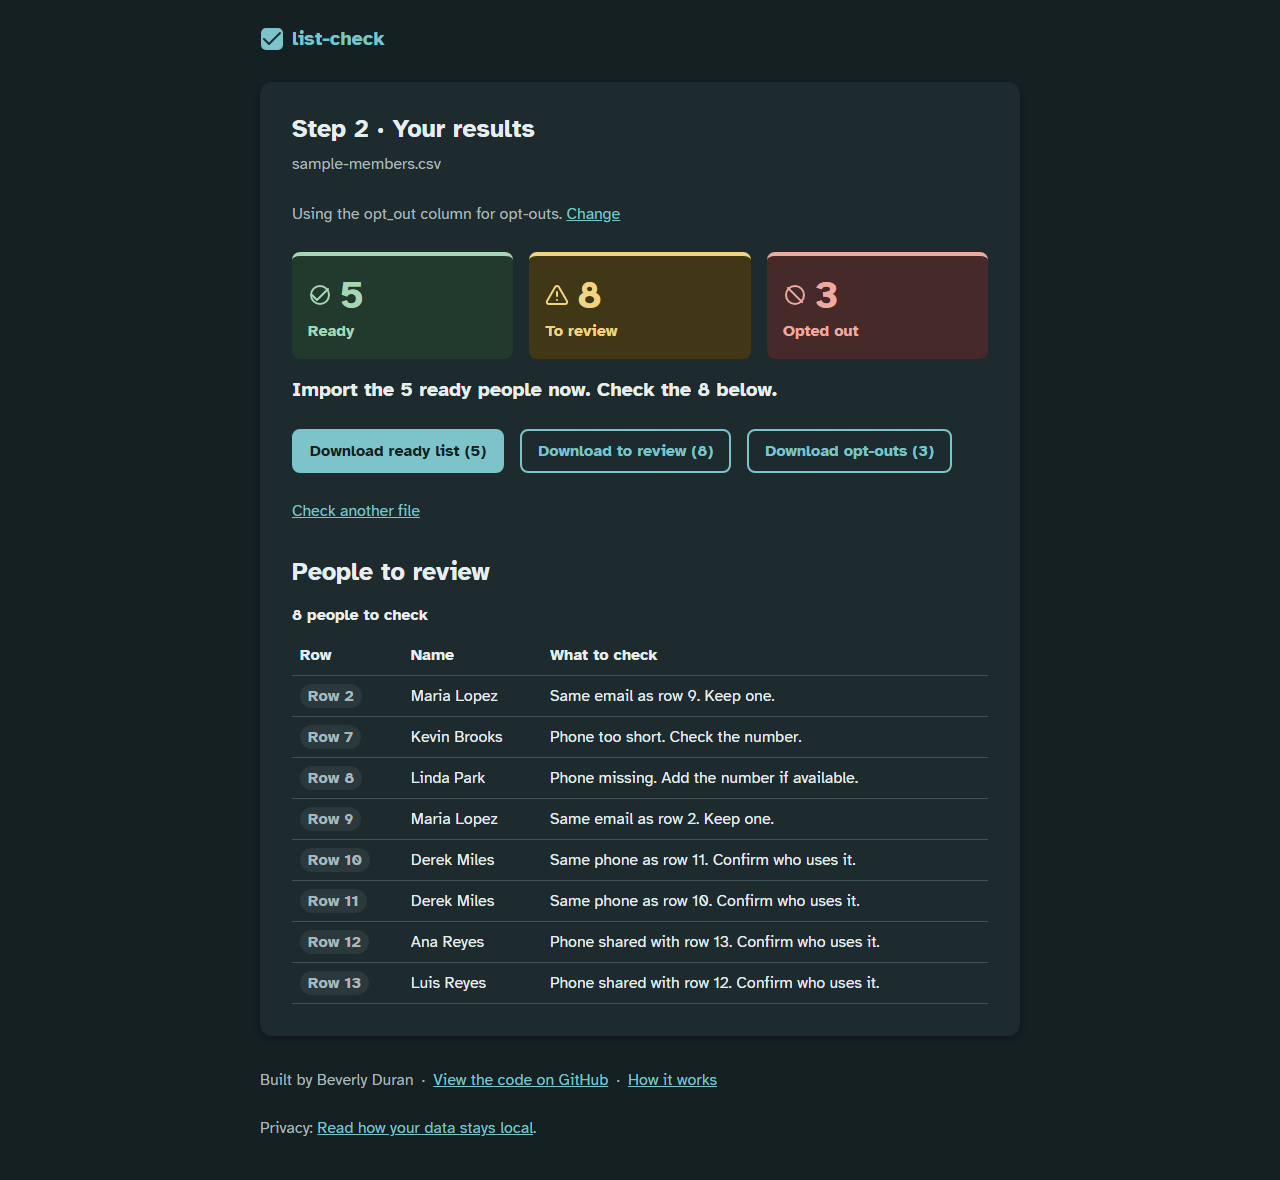 list-check
Step 2 · Your results
sample-members.csv
Using the opt_out column for opt-outs. Change
5
Ready
8
To review
3
Opted out
Import the 5 ready people now. Check the 8 below.
Download ready list (5)
Download to review (8)
Download opt-outs (3)
Check another file
People to review
8 people to check
Row Name What to check
Row 2 Maria Lopez Same email as row 9. Keep one.
Row 7 Kevin Brooks Phone too short. Check the number.
Row 8 Linda Park Phone missing. Add the number if available.
Row 9 Maria Lopez Same email as row 2. Keep one.
Row 10 Derek Miles Same phone as row 11. Confirm who uses it.
Row 11 Derek Miles Same phone as row 10. Confirm who uses it.
Row 12 Ana Reyes Phone shared with row 13. Confirm who uses it.
Row 13 Luis Reyes Phone shared with row 12. Confirm who uses it.
Built by Beverly Duran · View the code on GitHub · How it works
Privacy: Read how your data stays local.